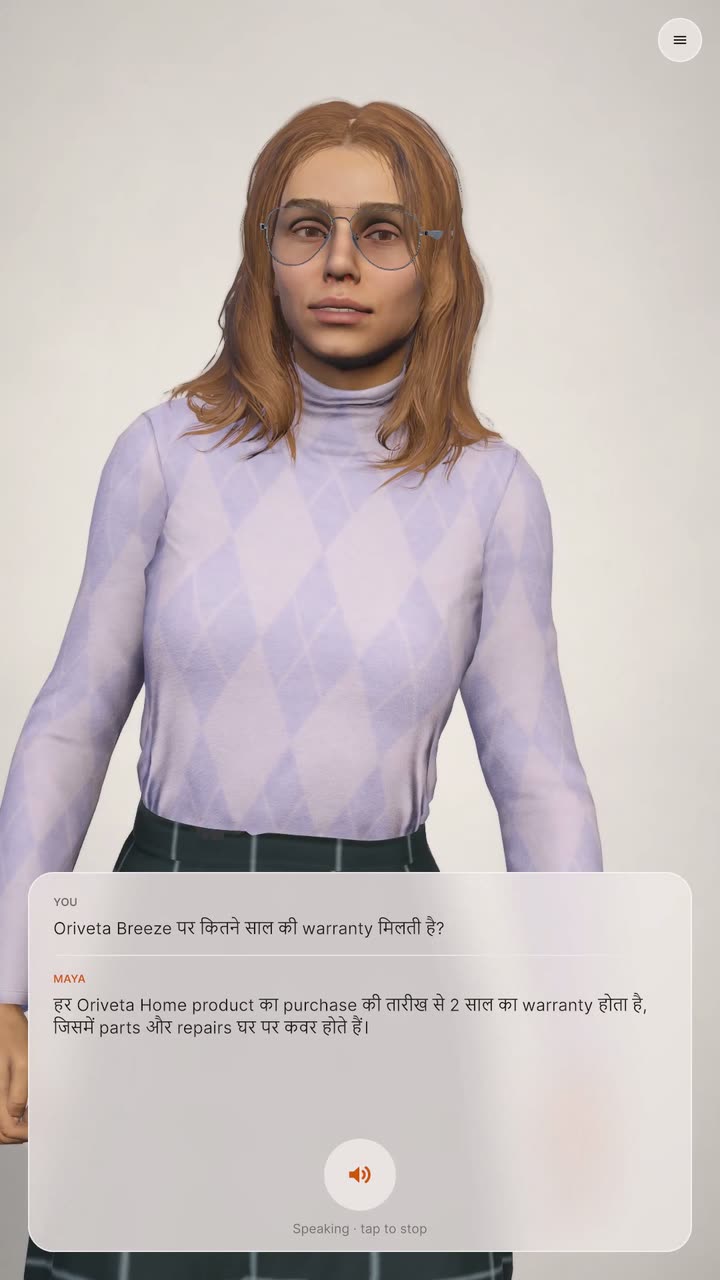 YOU
Oriveta Breeze पर कितने साल की warranty मिलती है?
MAYA
हर Oriveta Home product का purchase की तारीख से 2 साल का warranty होता है,
जिसमें parts और repairs घर पर कवर होते हैं।
Speaking · tap to stop